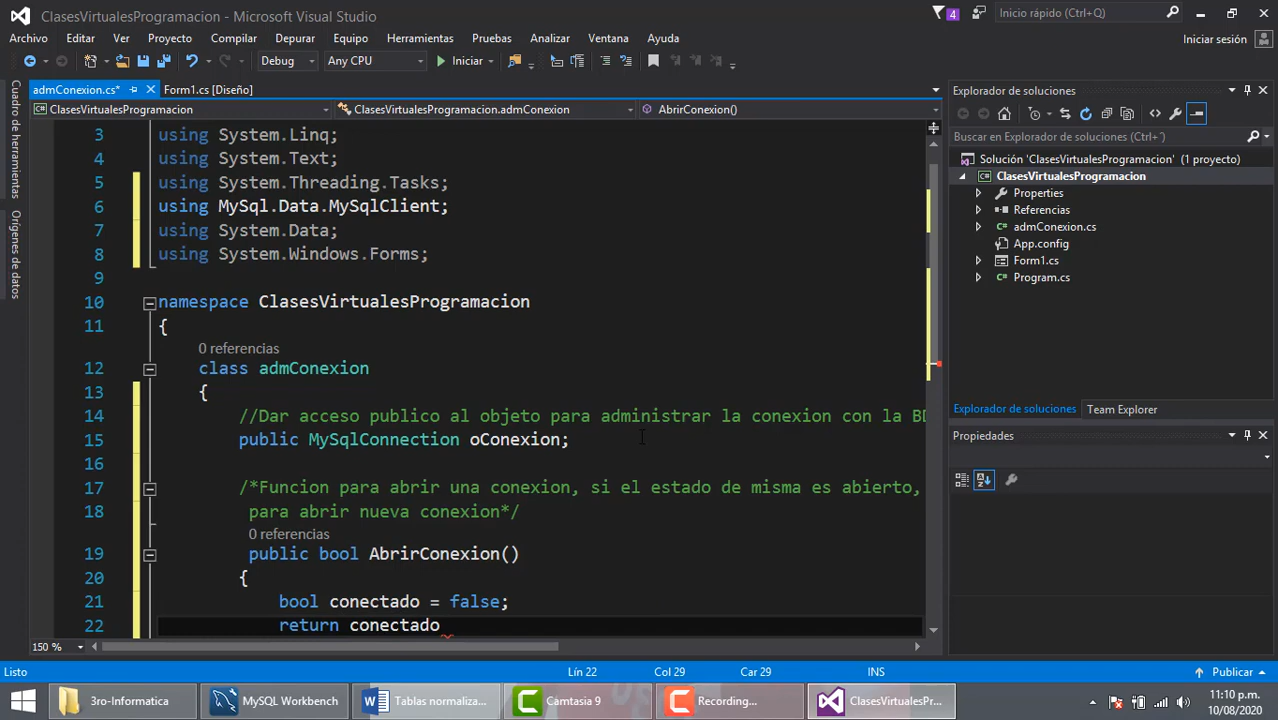 ClasesVirtualesProgramacion - Microsoft Visual Studio
4
Inicio rápido (Ctrl+Q)
Archivo Editar Ver Proyecto Compilar Depurar Equipo Herramientas Pruebas Analizar Ventana Ayuda
Iniciar sesión
Debug Any CPU Iniciar
Cuadro de herramientas
Orígenes de datos
admConexion.cs* Form1.cs [Diseño]
ClasesVirtualesProgramacion ClasesVirtualesProgramacion.admConexion AbrirConexion()
3 using System.Linq;
4 using System.Text;
5 using System.Threading.Tasks;
6 using MySql.Data.MySqlClient;
7 using System.Data;
8 using System.Windows.Forms;
9
10 namespace ClasesVirtualesProgramacion
11 {
0 referencias
12 class admConexion
13 {
14 //Dar acceso publico al objeto para administrar la conexion con la BD
15 public MySqlConnection oConexion;
16
17 /*Funcion para abrir una conexion, si el estado de misma es abierto,
18 para abrir nueva conexion*/
0 referencias
19 public bool AbrirConexion()
20 {
21 bool conectado = false;
22 return conectado
150 %
Explorador de soluciones
Buscar en Explorador de soluciones (Ctrl+´)
Solución 'ClasesVirtualesProgramacion' (1 proyecto)
ClasesVirtualesProgramacion
Properties
Referencias
admConexion.cs
App.config
Form1.cs
Program.cs
Explorador de soluciones Team Explorer
Propiedades
Listo Lín 22 Col 29 Car 29 INS Publicar
3ro-Informatica MySQL Workbench Tablas normaliza... Camtasia 9 Recording... ClasesVirtualesPr...
11:10 p.m.
10/08/2020